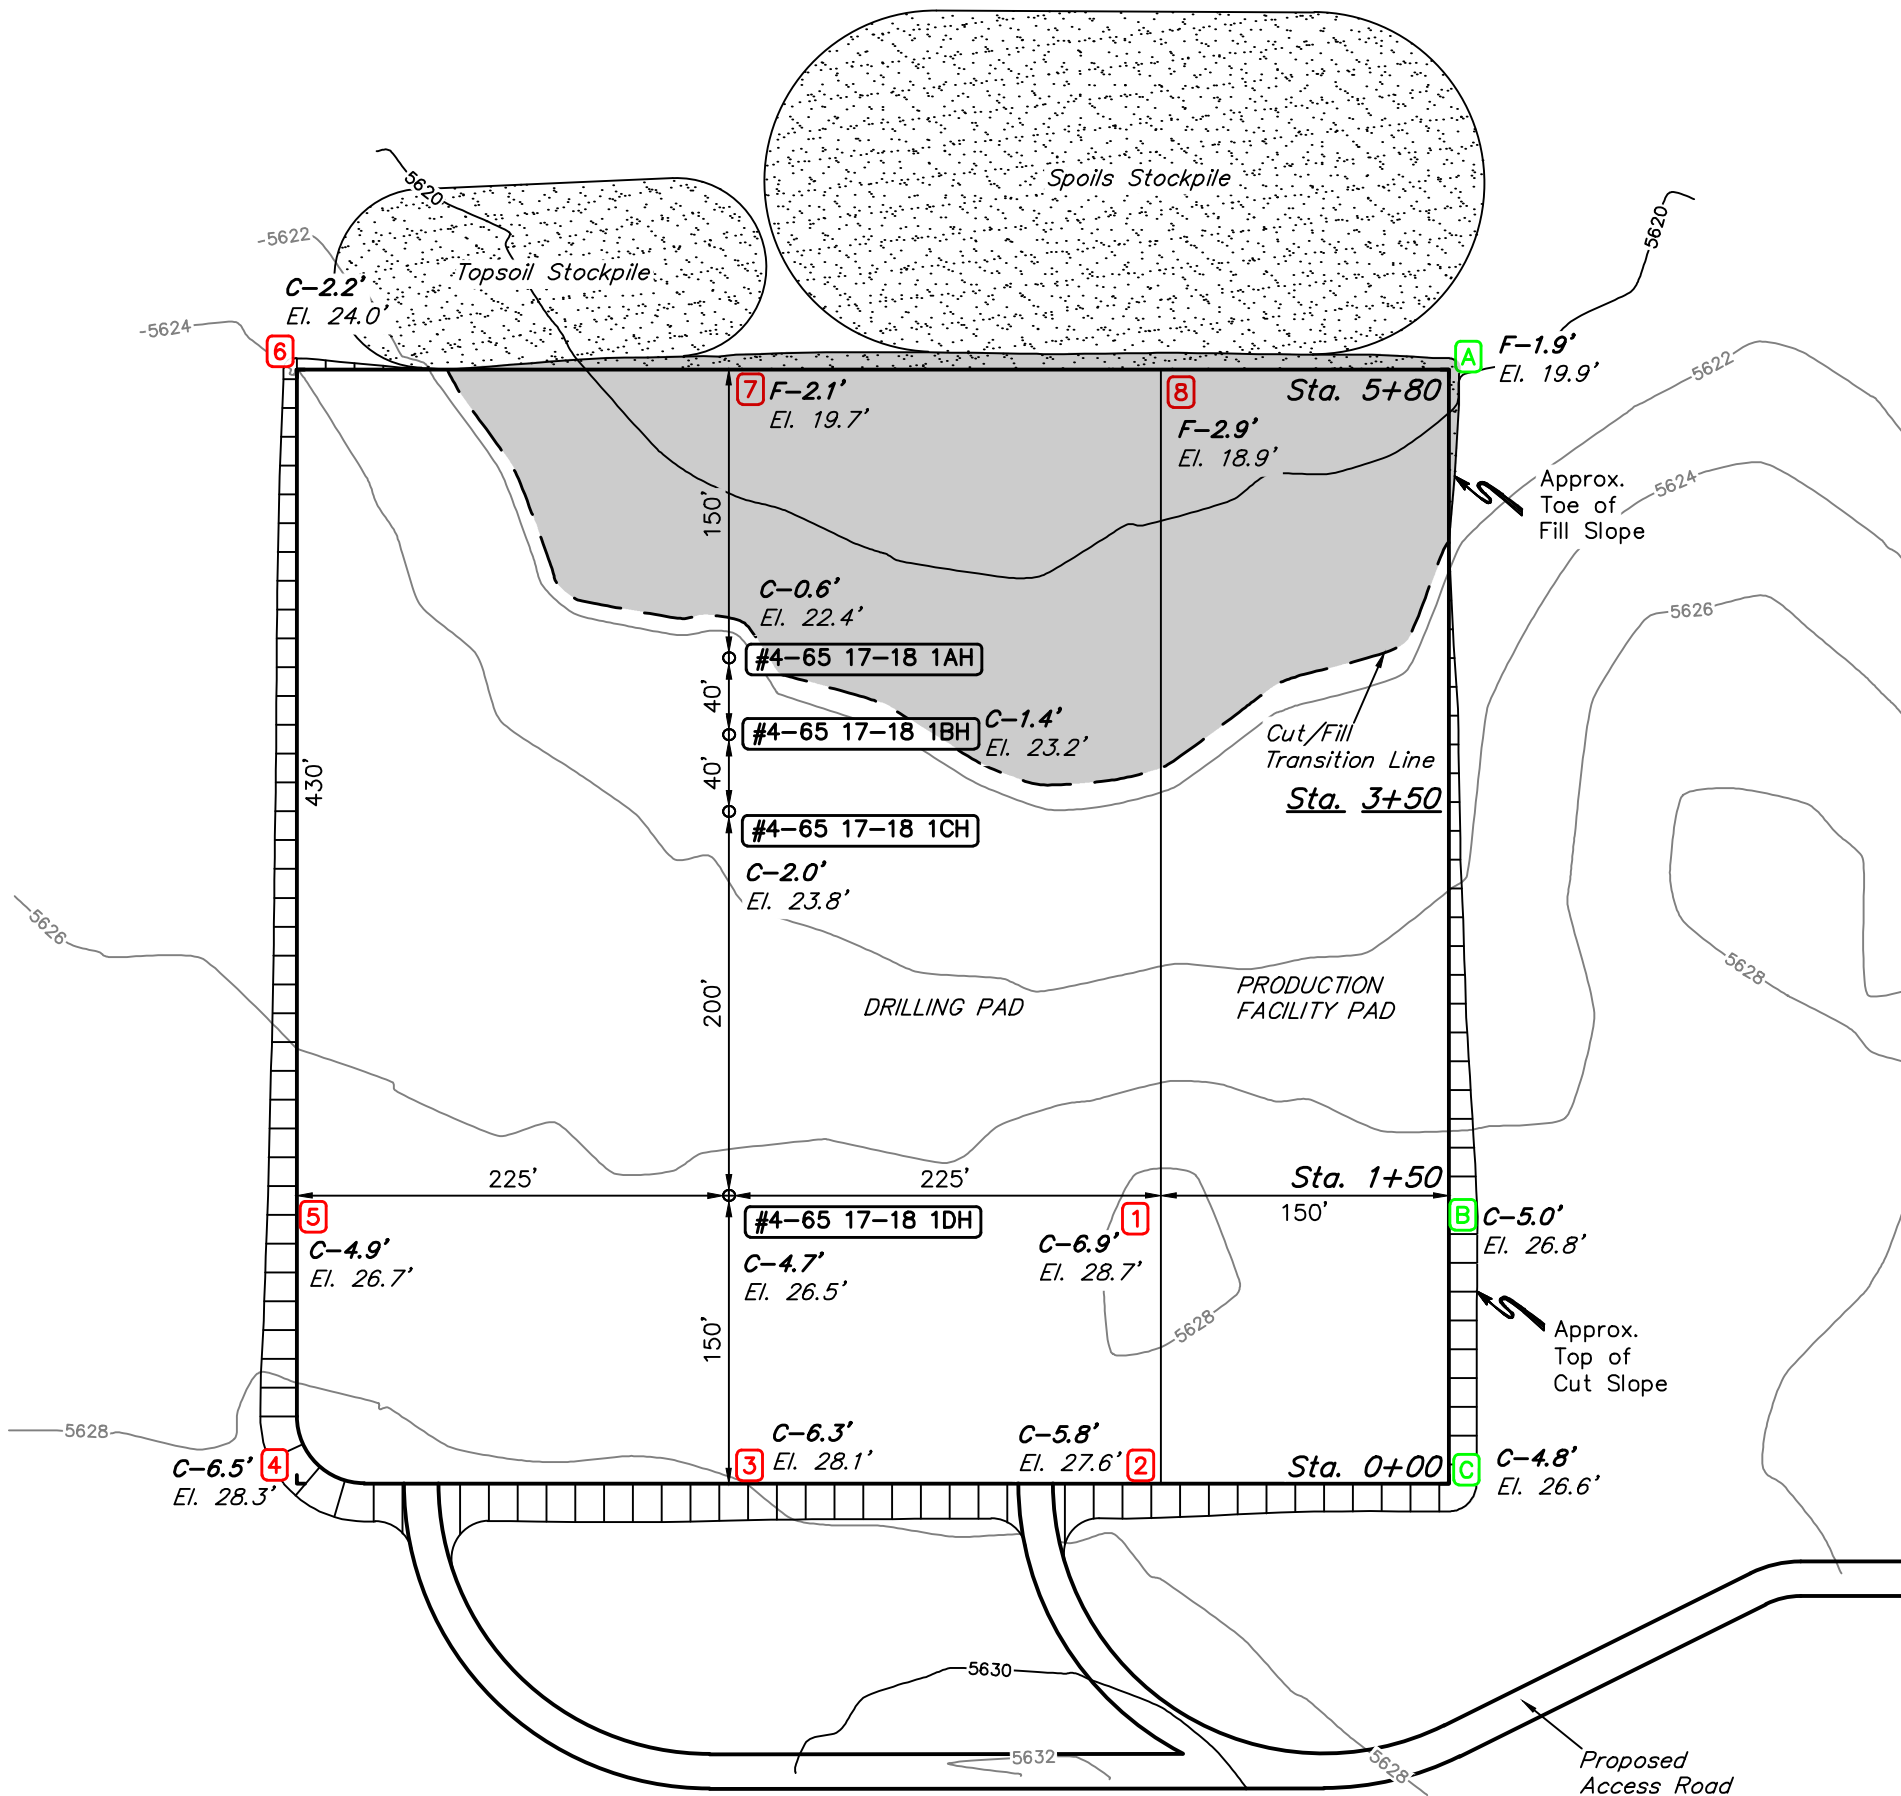 Spoils Stockpile
5620
-5622
Topsoil Stockpile
5620
C-2.2'
El. 24.0'
-5624
6
A
F-1.9'
El. 19.9'
5622
7
F-2.1'
El. 19.7'
8
Sta. 5+80
F-2.9'
El. 18.9'
Approx.
Toe of
Fill Slope
5624
150'
C-0.6'
El. 22.4'
5626
#4-65 17-18 1AH
40'
#4-65 17-18 1BH
C-1.4'
El. 23.2'
Cut/Fill
Transition Line
430'
40'
Sta. 3+50
#4-65 17-18 1CH
C-2.0'
El. 23.8'
5626
5628
200'
DRILLING PAD
PRODUCTION
FACILITY PAD
225'
225'
Sta. 1+50
150'
5
#4-65 17-18 1DH
1
B
C-5.0'
El. 26.8'
C-4.9'
El. 26.7'
C-4.7'
El. 26.5'
C-6.9'
El. 28.7'
150'
5628
Approx.
Top of
Cut Slope
5628
4
C-6.5'
El. 28.3'
3
C-6.3'
El. 28.1'
C-5.8'
El. 27.6'
2
Sta. 0+00
C
C-4.8'
El. 26.6'
5630
5632
5628
Proposed
Access Road